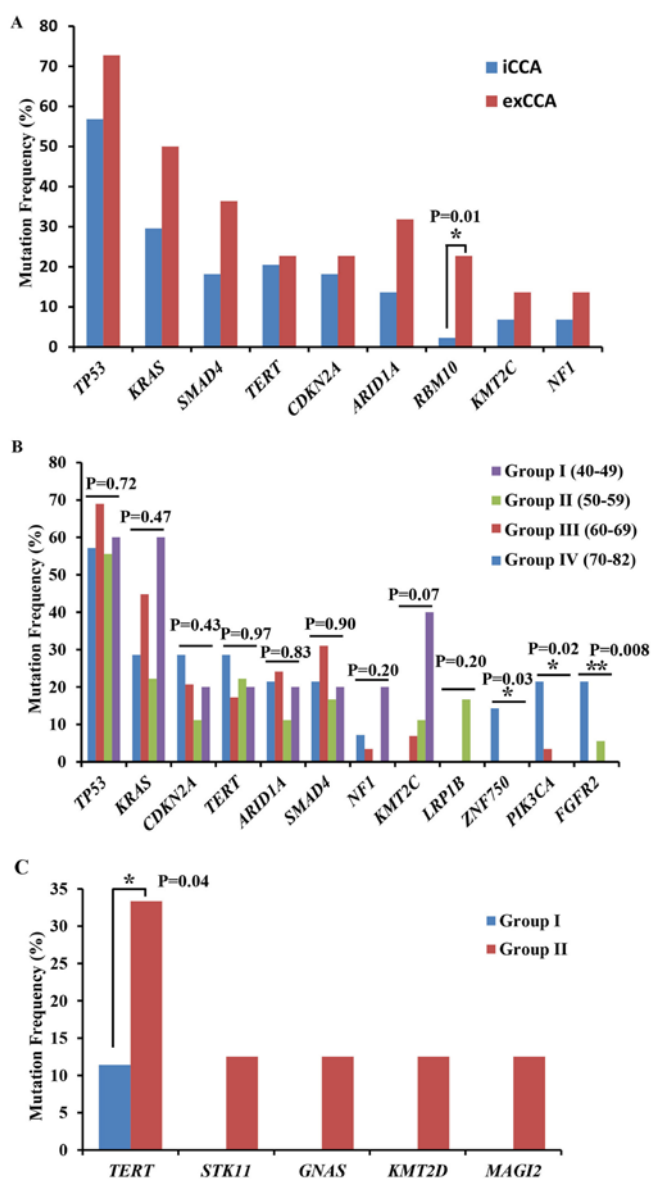 A
Mutation Frequency (%)
80
70
60
50
40
30
20
10
0
iCCA
exCCA
P=0.01
*
TP53
KRAS
SMAD4
TERT
CDKN2A
ARID1A
RBM10
KMT2C
NF1
B
Mutation Frequency (%)
80
70
60
50
40
30
20
10
0
Group I (40-49)
Group II (50-59)
Group III (60-69)
Group IV (70-82)
P=0.72
P=0.47
P=0.43
P=0.97
P=0.83
P=0.90
P=0.20
P=0.07
P=0.20
P=0.03
*
P=0.02
*
P=0.008
**
TP53
KRAS
CDKN2A
TERT
ARID1A
SMAD4
NF1
KMT2C
LRP1B
ZNF750
PIK3CA
FGFR2
C
Mutation Frequency (%)
35
30
25
20
15
10
5
0
* P=0.04
Group I
Group II
TERT
STK11
GNAS
KMT2D
MAGI2